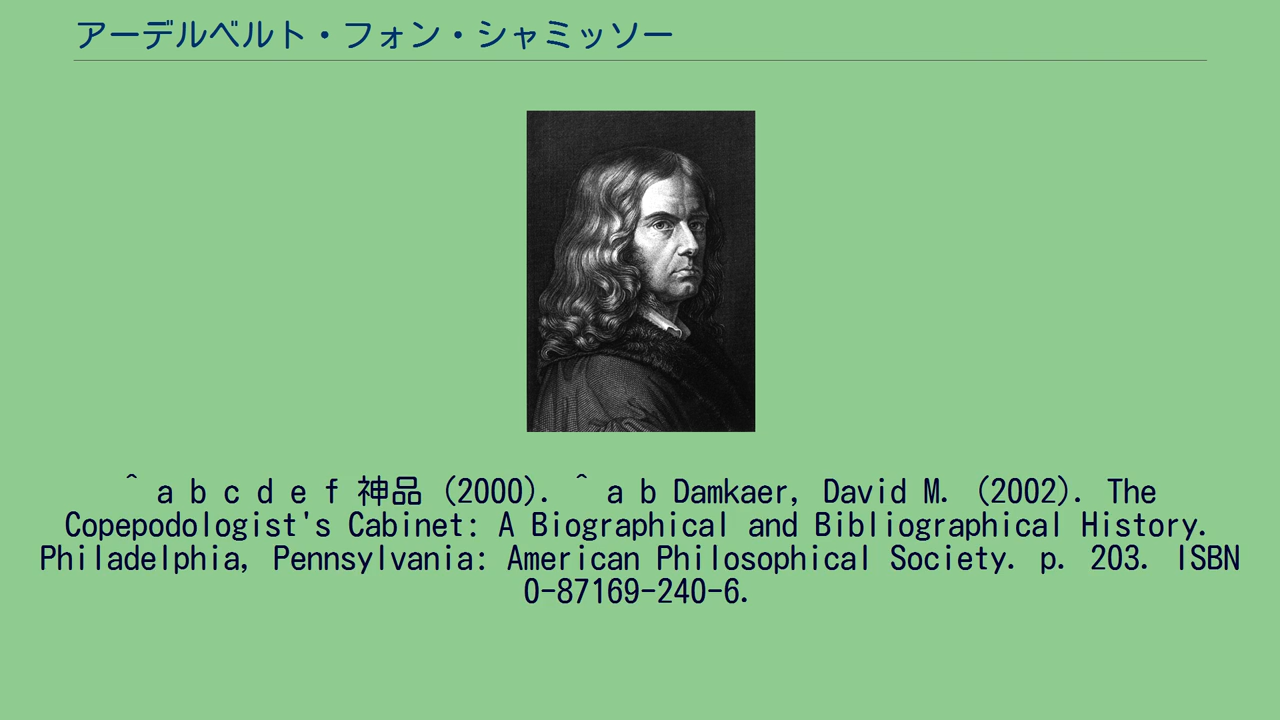 アーデルベルト・フォン・シャミッソー
^ a b c d e f 神品 (2000). ^ a b Damkaer, David M. (2002). The
Copepodologist's Cabinet: A Biographical and Bibliographical History.
Philadelphia, Pennsylvania: American Philosophical Society. p. 203. ISBN
0-87169-240-6.